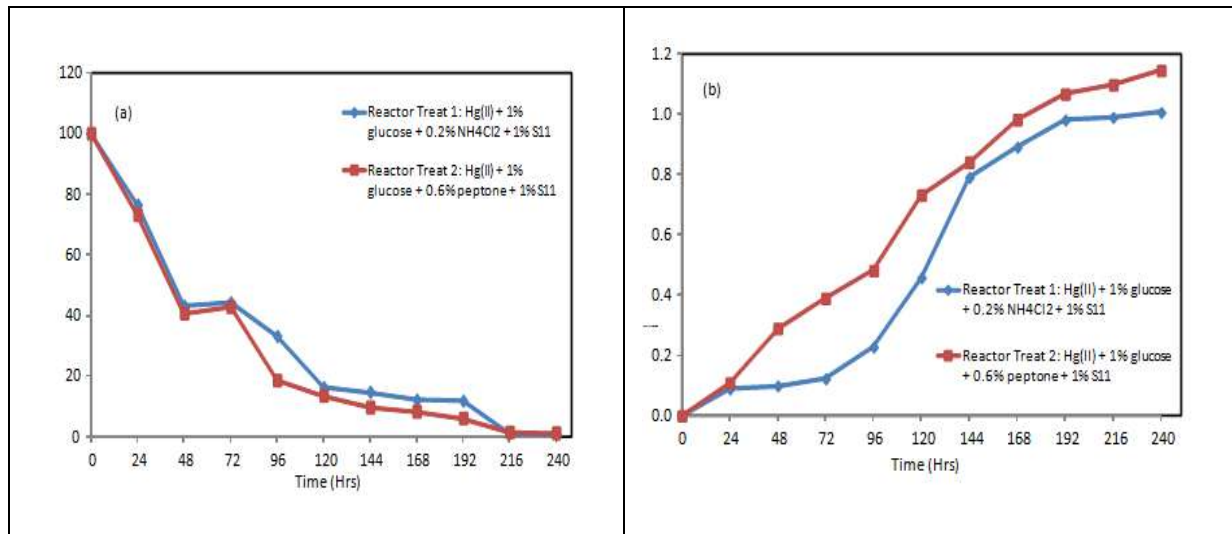 (a)
120
100
80
60
40
20
0
Reactor Treat 1: Hg(II) + 1%
glucose + 0.2% NH4Cl2 + 1% S11
Reactor Treat 2: Hg(II) + 1%
glucose + 0.6% peptone + 1% S11
0 24 48 72 96 120 144 168 192 216 240
Time (Hrs)
(b)
1.2
1.0
0.8
0.6
0.4
0.2
0.0
Reactor Treat 1: Hg(II) + 1% glucose
+ 0.2% NH4Cl2 + 1% S11
Reactor Treat 2: Hg(II) + 1% glucose
+ 0.6% peptone + 1% S11
0 24 48 72 96 120 144 168 192 216 240
Time (Hrs)